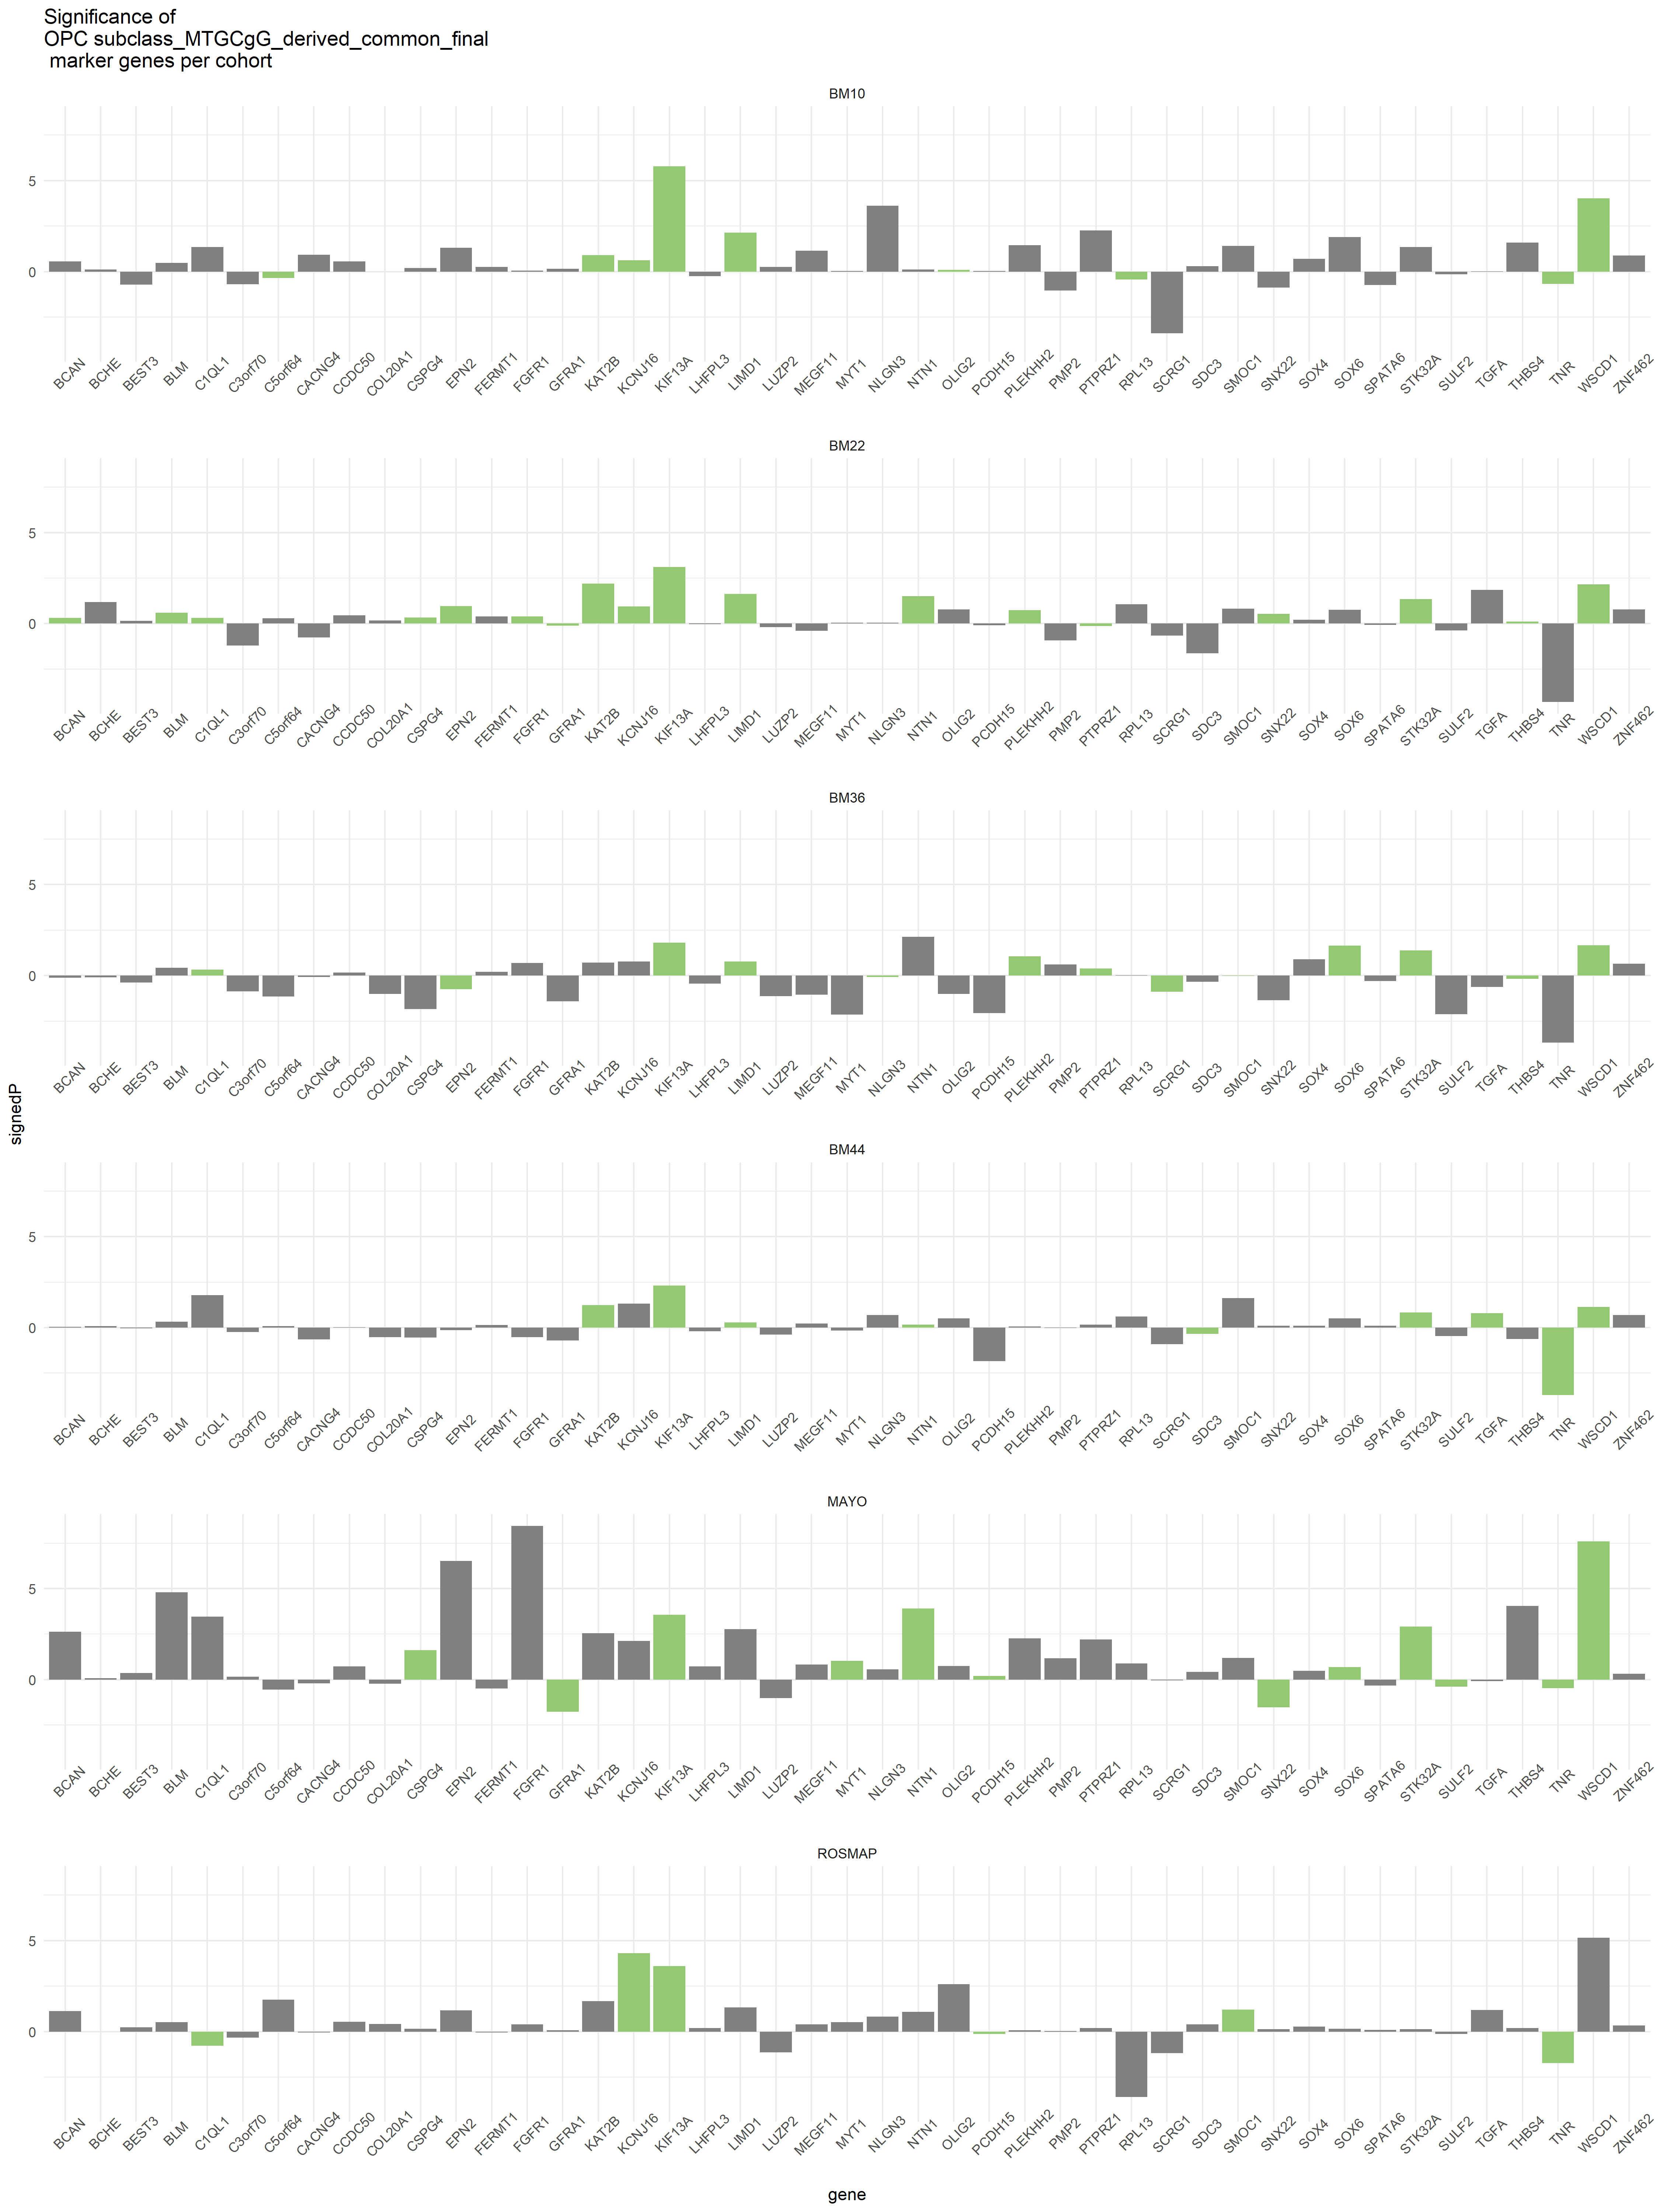 Significance of
OPC subclass_MTGCgG_derived_common_final
marker genes per cohort
signedP
BM10
5
0
BCAN BCHE BEST3 BLM C1QL1 C3orf70 C5orf64 CACNG4 CCDC50 COL20A1 CSPG4 EPN2 FERMT1 FGFR1 GFRA1 KAT2B KCNJ16 KIF13A LHFPL3 LIMD1 LUZP2 MEGF11 MYT1 NLGN3 NTN1 OLIG2 PCDH15 PLEKHH2 PMP2 PTPRZ1 RPL13 SCRG1 SDC3 SMOC1 SNX22 SOX4 SOX6 SPATA6 STK32A SULF2 TGFA THBS4 TNR WSCD1 ZNF462
BM22
5
0
BCAN BCHE BEST3 BLM C1QL1 C3orf70 C5orf64 CACNG4 CCDC50 COL20A1 CSPG4 EPN2 FERMT1 FGFR1 GFRA1 KAT2B KCNJ16 KIF13A LHFPL3 LIMD1 LUZP2 MEGF11 MYT1 NLGN3 NTN1 OLIG2 PCDH15 PLEKHH2 PMP2 PTPRZ1 RPL13 SCRG1 SDC3 SMOC1 SNX22 SOX4 SOX6 SPATA6 STK32A SULF2 TGFA THBS4 TNR WSCD1 ZNF462
BM36
5
0
BCAN BCHE BEST3 BLM C1QL1 C3orf70 C5orf64 CACNG4 CCDC50 COL20A1 CSPG4 EPN2 FERMT1 FGFR1 GFRA1 KAT2B KCNJ16 KIF13A LHFPL3 LIMD1 LUZP2 MEGF11 MYT1 NLGN3 NTN1 OLIG2 PCDH15 PLEKHH2 PMP2 PTPRZ1 RPL13 SCRG1 SDC3 SMOC1 SNX22 SOX4 SOX6 SPATA6 STK32A SULF2 TGFA THBS4 TNR WSCD1 ZNF462
BM44
5
0
BCAN BCHE BEST3 BLM C1QL1 C3orf70 C5orf64 CACNG4 CCDC50 COL20A1 CSPG4 EPN2 FERMT1 FGFR1 GFRA1 KAT2B KCNJ16 KIF13A LHFPL3 LIMD1 LUZP2 MEGF11 MYT1 NLGN3 NTN1 OLIG2 PCDH15 PLEKHH2 PMP2 PTPRZ1 RPL13 SCRG1 SDC3 SMOC1 SNX22 SOX4 SOX6 SPATA6 STK32A SULF2 TGFA THBS4 TNR WSCD1 ZNF462
MAYO
5
0
BCAN BCHE BEST3 BLM C1QL1 C3orf70 C5orf64 CACNG4 CCDC50 COL20A1 CSPG4 EPN2 FERMT1 FGFR1 GFRA1 KAT2B KCNJ16 KIF13A LHFPL3 LIMD1 LUZP2 MEGF11 MYT1 NLGN3 NTN1 OLIG2 PCDH15 PLEKHH2 PMP2 PTPRZ1 RPL13 SCRG1 SDC3 SMOC1 SNX22 SOX4 SOX6 SPATA6 STK32A SULF2 TGFA THBS4 TNR WSCD1 ZNF462
ROSMAP
5
0
BCAN BCHE BEST3 BLM C1QL1 C3orf70 C5orf64 CACNG4 CCDC50 COL20A1 CSPG4 EPN2 FERMT1 FGFR1 GFRA1 KAT2B KCNJ16 KIF13A LHFPL3 LIMD1 LUZP2 MEGF11 MYT1 NLGN3 NTN1 OLIG2 PCDH15 PLEKHH2 PMP2 PTPRZ1 RPL13 SCRG1 SDC3 SMOC1 SNX22 SOX4 SOX6 SPATA6 STK32A SULF2 TGFA THBS4 TNR WSCD1 ZNF462
gene